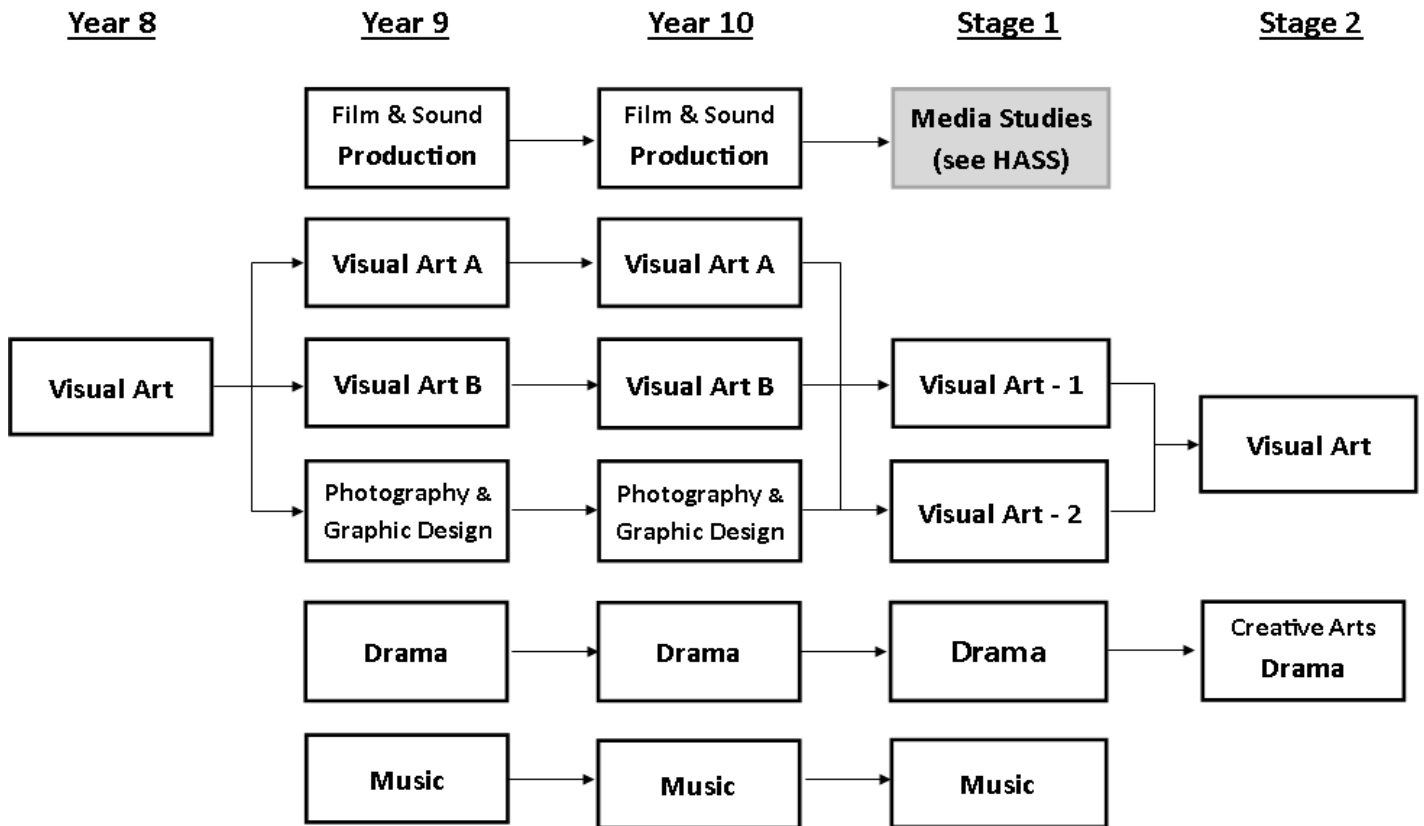 Year 8
Year 9
Year 10
Stage 1
Stage 2
Film & Sound
Production
Film & Sound
Production
Media Studies
(see HASS)
Visual Art A
Visual Art A
Visual Art
Visual Art B
Visual Art B
Visual Art - 1
Visual Art
Photography &
Graphic Design
Photography &
Graphic Design
Visual Art - 2
Drama
Drama
Drama
Creative Arts
Drama
Music
Music
Music